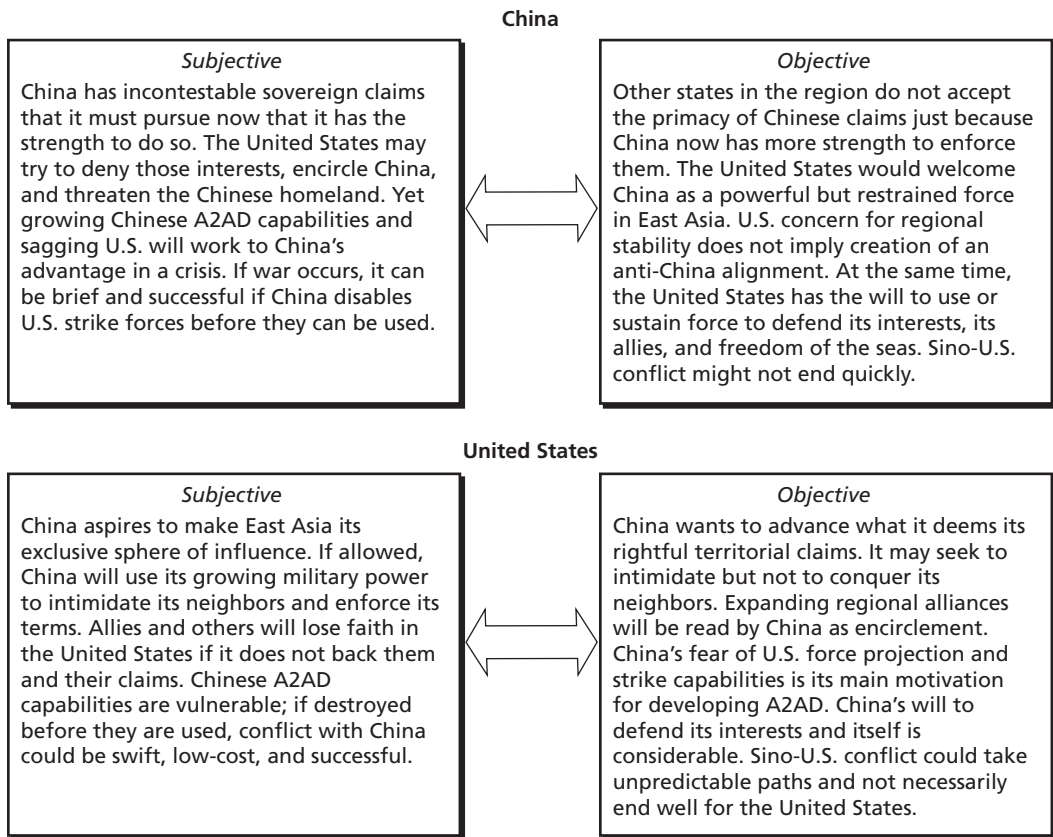 China
Subjective
China has incontestable sovereign claims
that it must pursue now that it has the
strength to do so. The United States may
try to deny those interests, encircle China,
and threaten the Chinese homeland. Yet
growing Chinese A2AD capabilities and
sagging U.S. will work to China’s
advantage in a crisis. If war occurs, it can
be brief and successful if China disables
U.S. strike forces before they can be used.
Objective
Other states in the region do not accept
the primacy of Chinese claims just because
China now has more strength to enforce
them. The United States would welcome
China as a powerful but restrained force
in East Asia. U.S. concern for regional
stability does not imply creation of an
anti-China alignment. At the same time,
the United States has the will to use or
sustain force to defend its interests, its
allies, and freedom of the seas. Sino-U.S.
conflict might not end quickly.
United States
Subjective
China aspires to make East Asia its
exclusive sphere of influence. If allowed,
China will use its growing military power
to intimidate its neighbors and enforce its
terms. Allies and others will lose faith in
the United States if it does not back them
and their claims. Chinese A2AD
capabilities are vulnerable; if destroyed
before they are used, conflict with China
could be swift, low-cost, and successful.
Objective
China wants to advance what it deems its
rightful territorial claims. It may seek to
intimidate but not to conquer its
neighbors. Expanding regional alliances
will be read by China as encirclement.
China’s fear of U.S. force projection and
strike capabilities is its main motivation
for developing A2AD. China’s will to
defend its interests and itself is
considerable. Sino-U.S. conflict could take
unpredictable paths and not necessarily
end well for the United States.